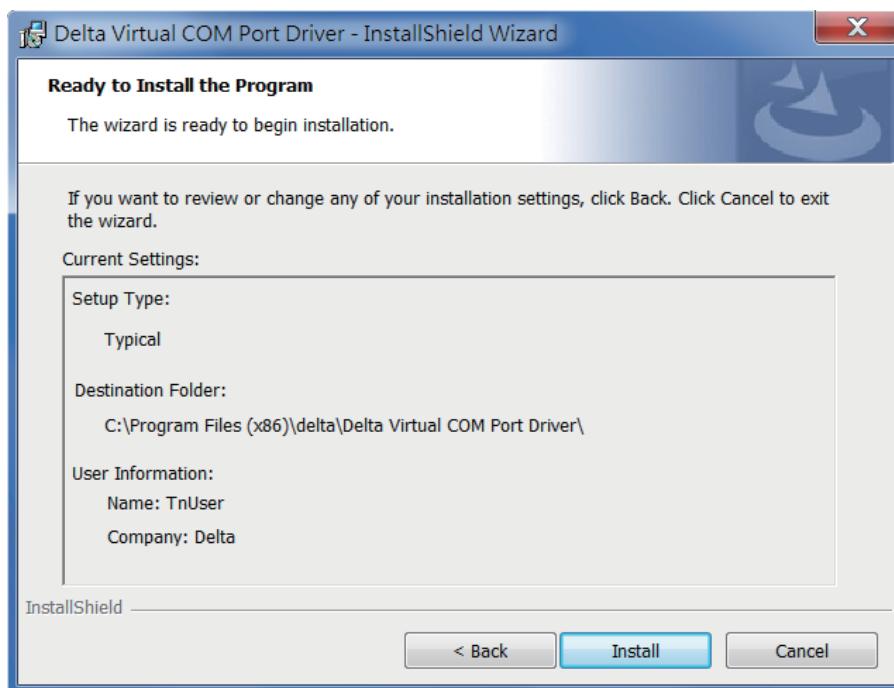 Delta Virtual COM Port Driver - InstallShield Wizard
Ready to Install the Program
The wizard is ready to begin installation.
If you want to review or change any of your installation settings, click Back. Click Cancel to exit
the wizard.
Current Settings:
Setup Type:
Typical
Destination Folder:
C:\Program Files (x86)\delta\Delta Virtual COM Port Driver\
User Information:
Name: TnUser
Company: Delta
InstallShield
< Back
Install
Cancel